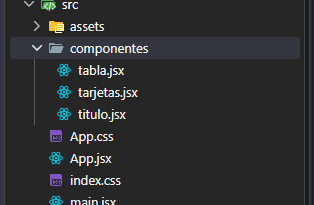 src
assets
componentes
tabla.jsx
tarjetas.jsx
titulo.jsx
App.css
App.jsx
index.css
main.jsx